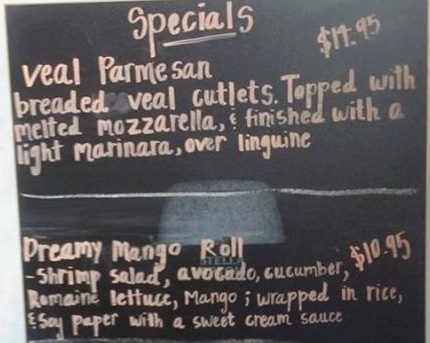 Specials
$14.95
Veal Parmesan
breaded veal cutlets. Topped with
melted mozzarella, & finished with a
light marinara, over linguine
STELLA
Dreamy Mango Roll
$10.95
-Shrimp salad, avocado, cucumber,
Romaine lettuce, Mango ; wrapped in rice,
& Soy paper with a sweet cream sauce